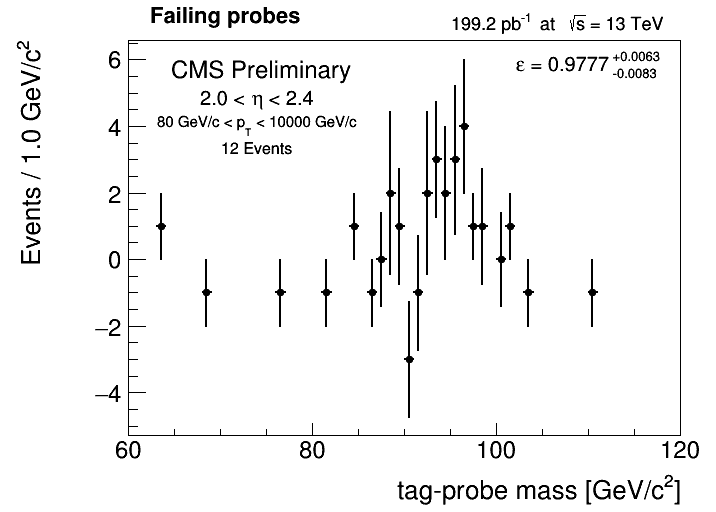 Failing probes
199.2 pb⁻¹ at √s = 13 TeV
CMS Preliminary
ε = 0.9777 +0.0063 -0.0083
2.0 < η < 2.4
80 GeV/c < p_T < 10000 GeV/c
12 Events
Events / 1.0 GeV/c²
6
4
2
0
−2
−4
60 80 100 120
tag-probe mass [GeV/c²]